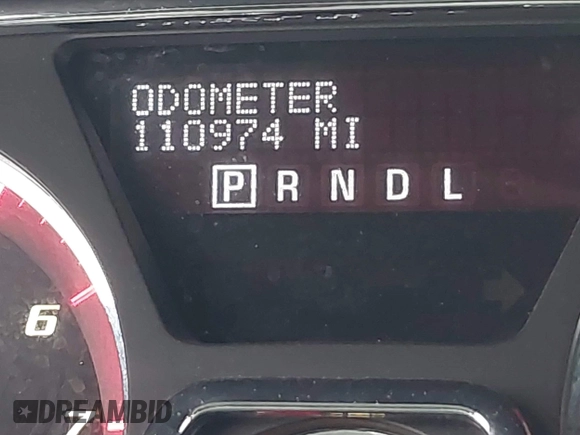 ODOMETER
110974 MI
P R N D L
6
DREAMBID